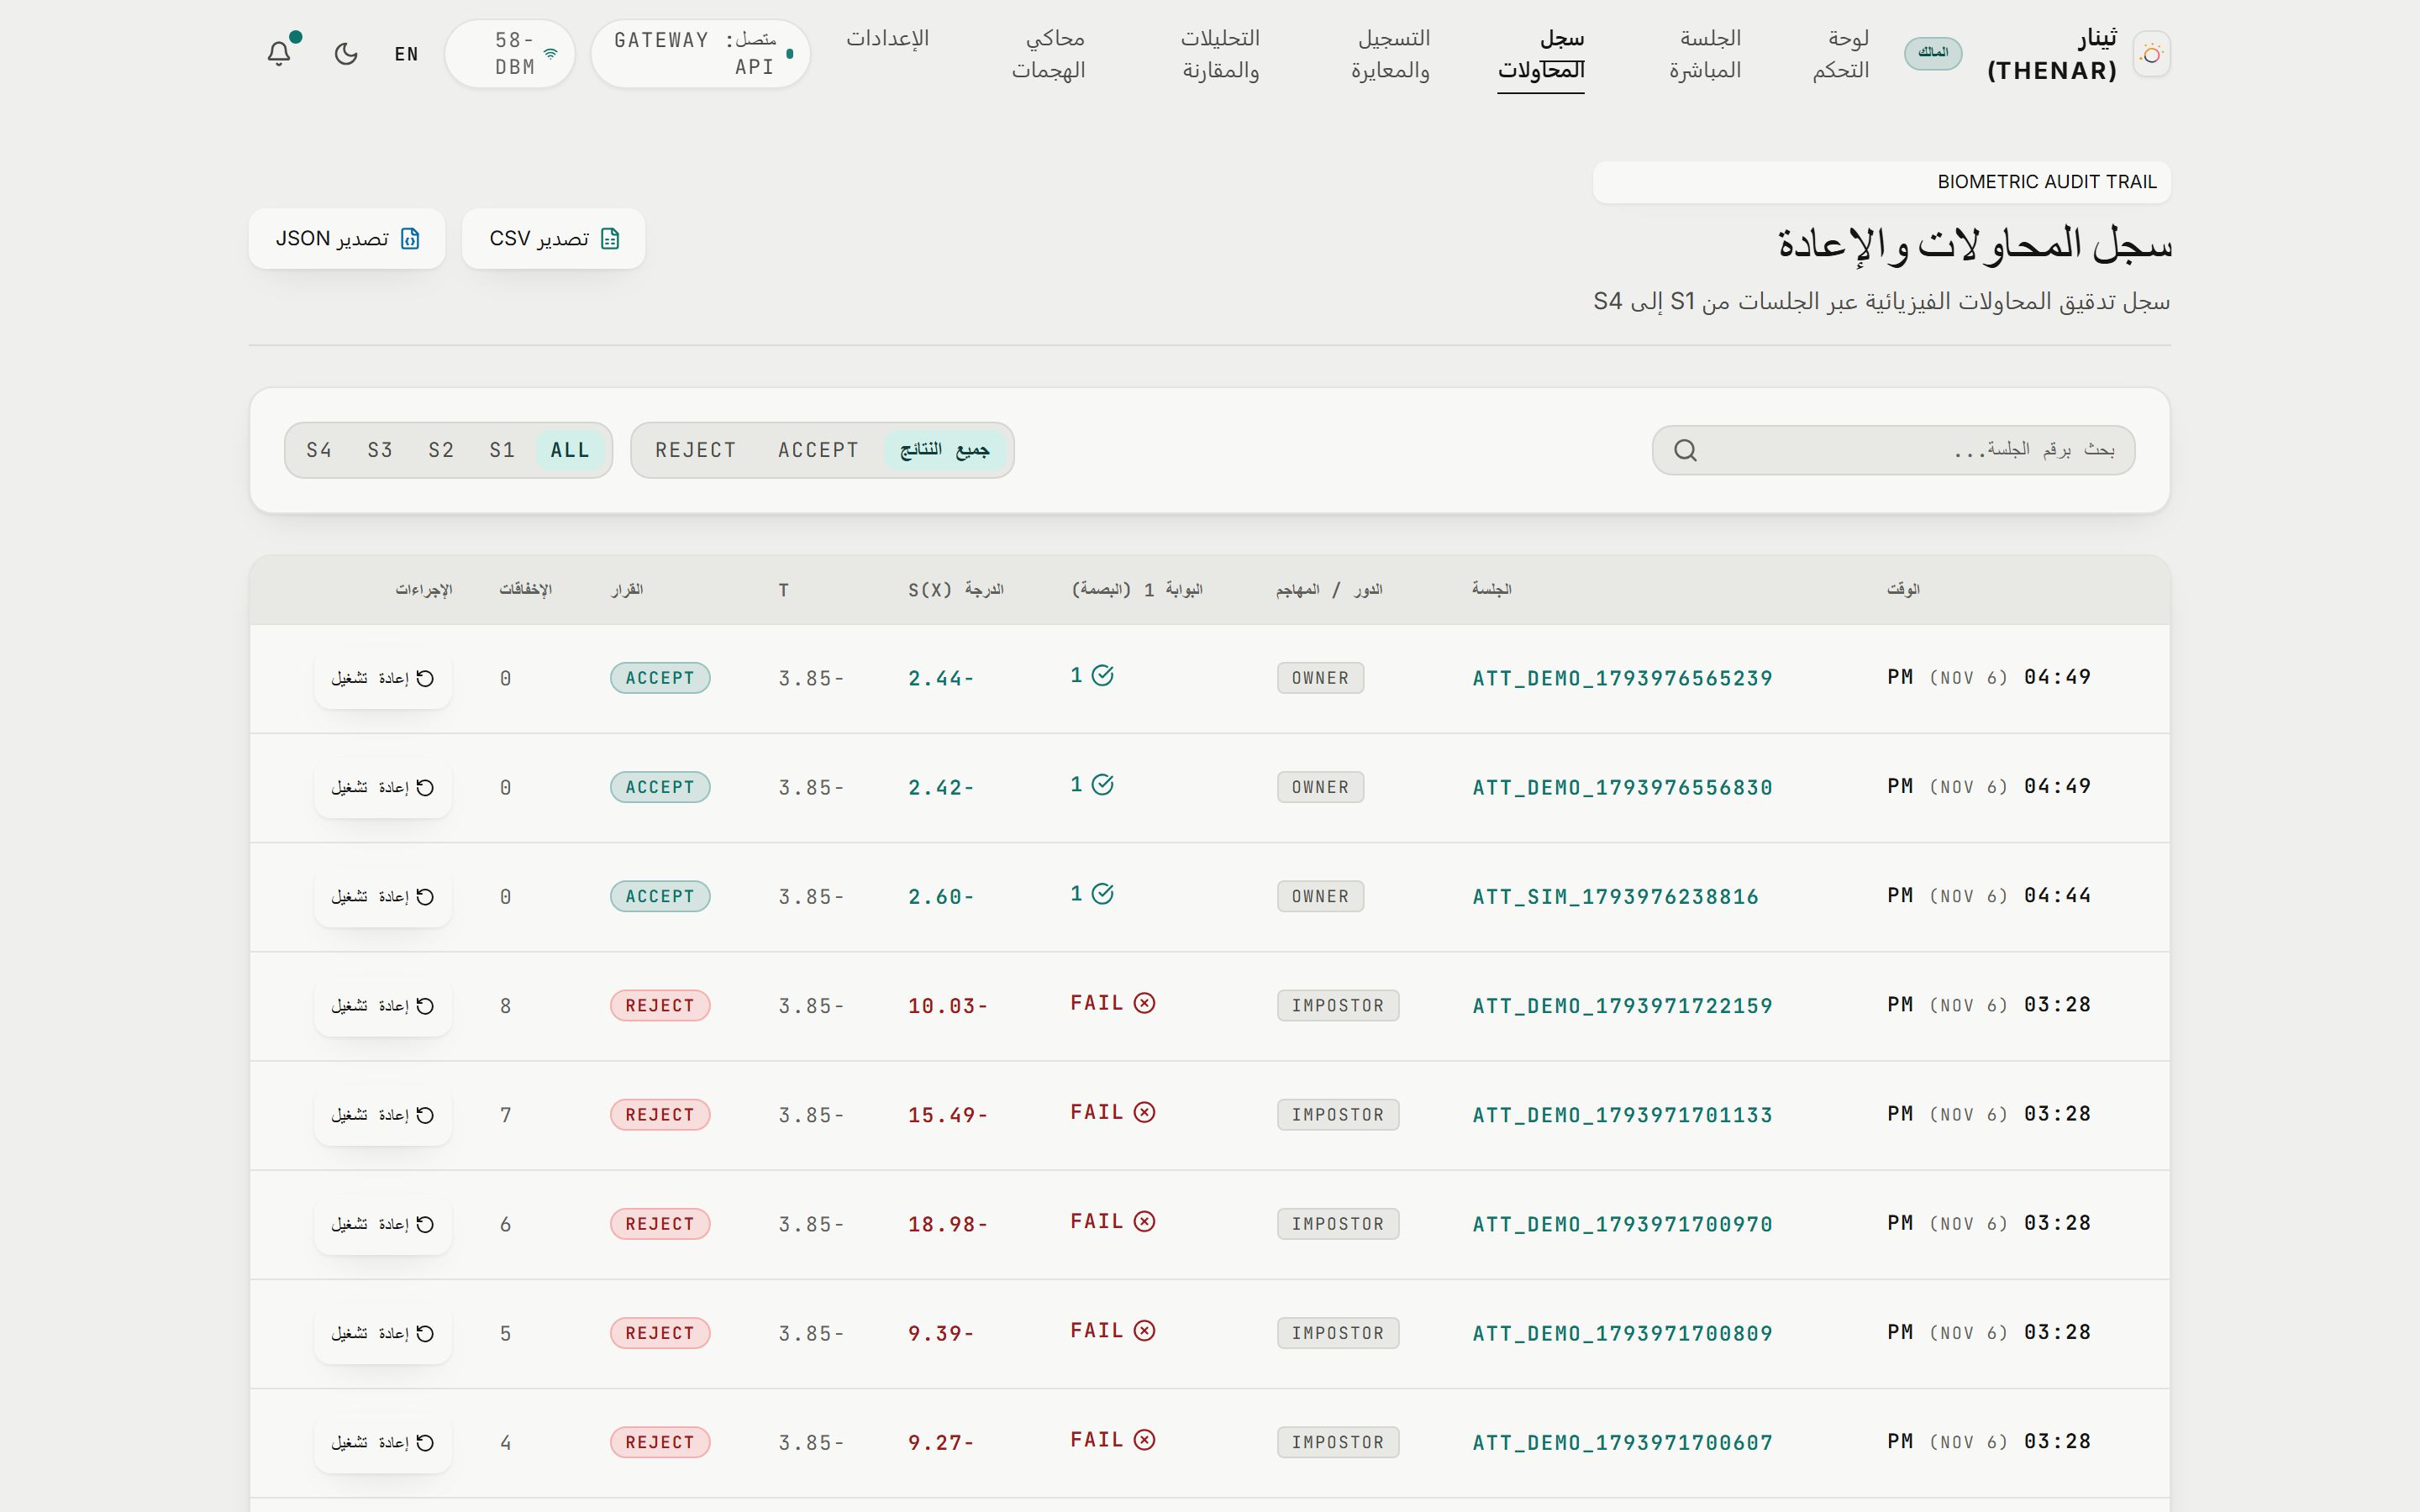 ثينار
(THENAR)
المالك
لوحة
التحكم
الجلسة
المباشرة
سجل
المحاولات
التسجيل
والمعايرة
التحليلات
والمقارنة
محاكي
الهجمات
الإعدادات
متصل: GATEWAY
API
58-
DBM
EN
BIOMETRIC AUDIT TRAIL
سجل المحاولات والإعادة
سجل تدقيق المحاولات الفيزيائية عبر الجلسات من S1 إلى S4
تصدير CSV
تصدير JSON
بحث برقم الجلسة...
جميع النتائج ACCEPT REJECT
ALL S1 S2 S3 S4
الوقت الجلسة الدور / المهاجم البوابة 1 (البصمة) الدرجة S(X) T القرار الإخفاقات الإجراءات
04:49 (NOV 6) PM ATT_DEMO_1793976565239 OWNER 1 2.44- 3.85- ACCEPT 0 إعادة تشغيل
04:49 (NOV 6) PM ATT_DEMO_1793976556830 OWNER 1 2.42- 3.85- ACCEPT 0 إعادة تشغيل
04:44 (NOV 6) PM ATT_SIM_1793976238816 OWNER 1 2.60- 3.85- ACCEPT 0 إعادة تشغيل
03:28 (NOV 6) PM ATT_DEMO_1793971722159 IMPOSTOR FAIL 10.03- 3.85- REJECT 8 إعادة تشغيل
03:28 (NOV 6) PM ATT_DEMO_1793971701133 IMPOSTOR FAIL 15.49- 3.85- REJECT 7 إعادة تشغيل
03:28 (NOV 6) PM ATT_DEMO_1793971700970 IMPOSTOR FAIL 18.98- 3.85- REJECT 6 إعادة تشغيل
03:28 (NOV 6) PM ATT_DEMO_1793971700809 IMPOSTOR FAIL 9.39- 3.85- REJECT 5 إعادة تشغيل
03:28 (NOV 6) PM ATT_DEMO_1793971700607 IMPOSTOR FAIL 9.27- 3.85- REJECT 4 إعادة تشغيل